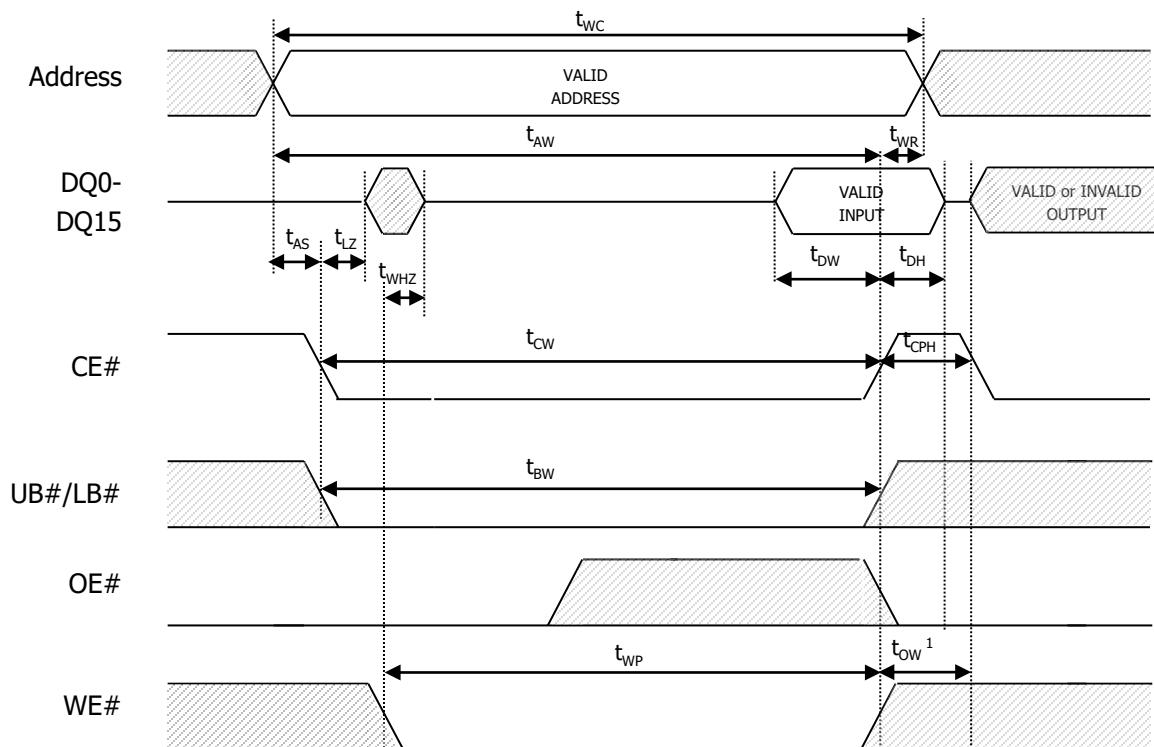 tWC
Address
VALID
ADDRESS
tAW
tWR
DQ0-
DQ15
VALID
INPUT
VALID or INVALID
OUTPUT
tAS
tLZ
tWHZ
tDW
tDH
CE#
tCW
tCPH
UB#/LB#
tBW
OE#
tWP
tOW 1
WE#